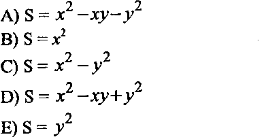 A) S = x² −xy−y²
B) S = x²
C) S = x² − y²
D) S = x² −xy+y²
E) S = y²